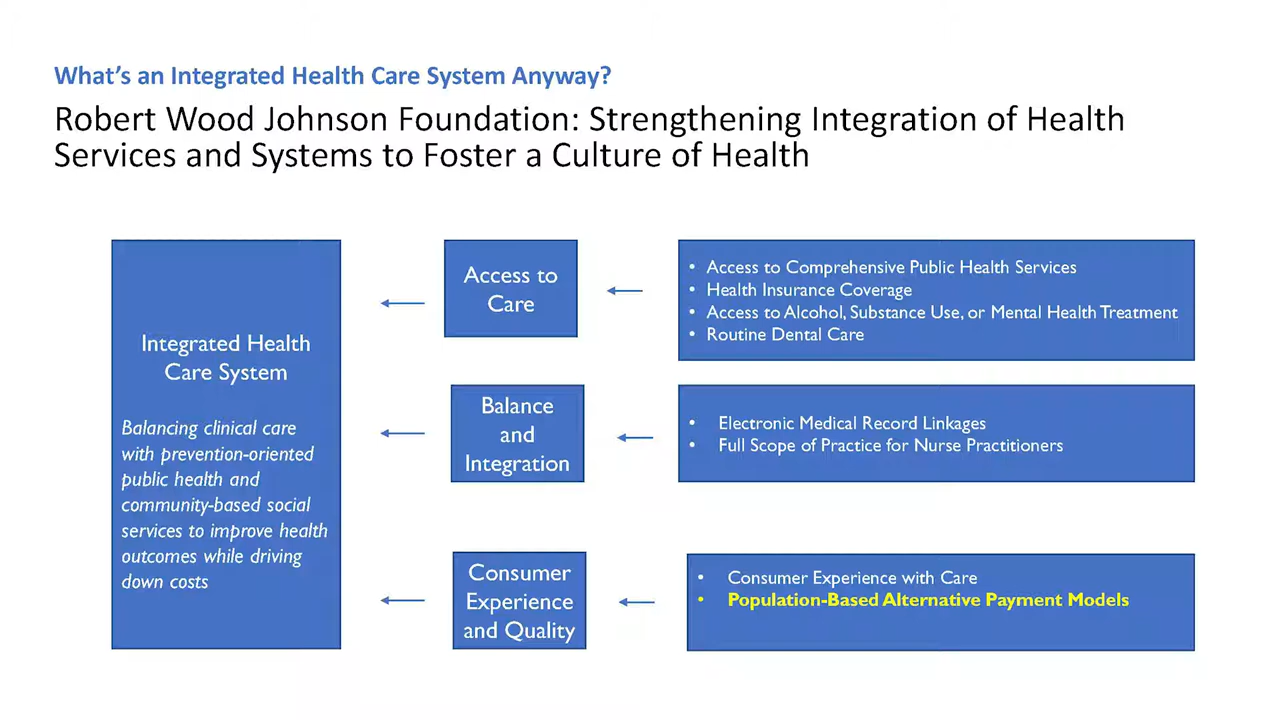 What's an Integrated Health Care System Anyway?
Robert Wood Johnson Foundation: Strengthening Integration of Health
Services and Systems to Foster a Culture of Health
Integrated Health
Care System
Balancing clinical care
with prevention-oriented
public health and
community-based social
services to improve health
outcomes while driving
down costs
Access to
Care
• Access to Comprehensive Public Health Services
• Health Insurance Coverage
• Access to Alcohol, Substance Use, or Mental Health Treatment
• Routine Dental Care
Balance
and
Integration
• Electronic Medical Record Linkages
• Full Scope of Practice for Nurse Practitioners
Consumer
Experience
and Quality
• Consumer Experience with Care
• Population-Based Alternative Payment Models